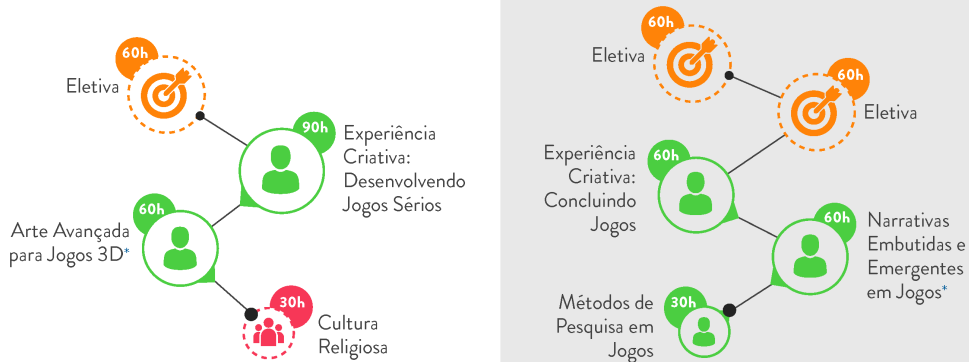 60h
Eletiva
90h
Experiência
Criativa:
Desenvolvendo
Jogos Sérios
60h
Arte Avançada
para Jogos 3D*
30h
Cultura
Religiosa
60h
Eletiva
60h
Eletiva
60h
Experiência
Criativa:
Concluindo
Jogos
60h
Narrativas
Embutidas e
Emergentes
em Jogos*
30h
Métodos de
Pesquisa em
Jogos